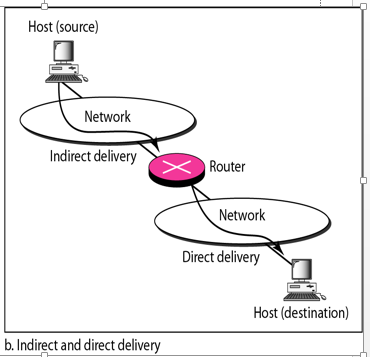 Host (source)
Network
Indirect delivery
Router
Network
Direct delivery
Host (destination)
b. Indirect and direct delivery